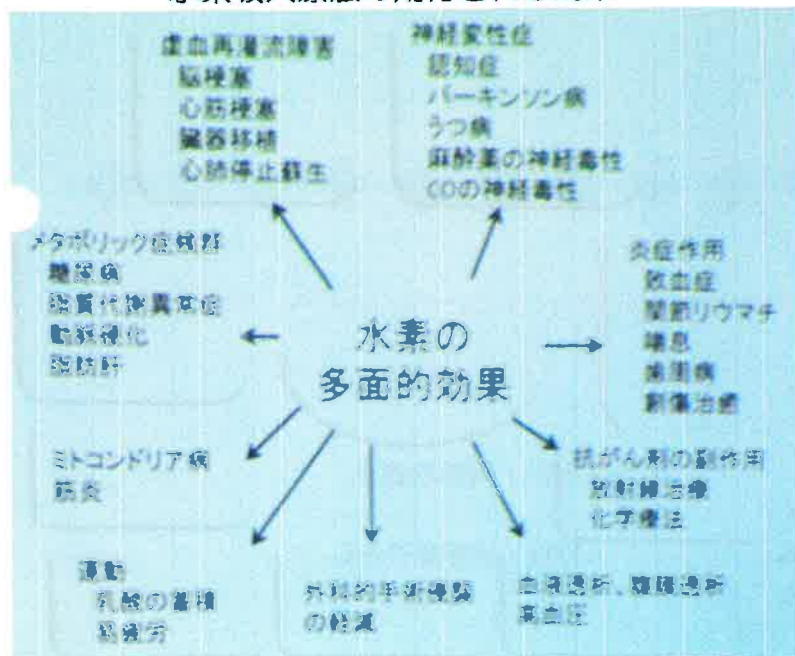 虚血再灌流障害
脳梗塞
心筋梗塞
臓器移植
心肺停止蘇生
神経変性症
認知症
パーキンソン病
うつ病
麻酔薬の神経毒性
COの神経毒性
メタボリック症候群
糖尿病
脂質代謝異常症
動脈硬化
脂肪肝
水素の
多面的効果
炎症作用
敗血症
関節リウマチ
喘息
歯周病
創傷治癒
ミトコンドリア病
筋炎
抗がん剤の副作用
放射線治療
化学療法
運動
乳酸の蓄積
筋疲労
外科的手術侵襲
の軽減
血液透析、腹膜透析
高血圧